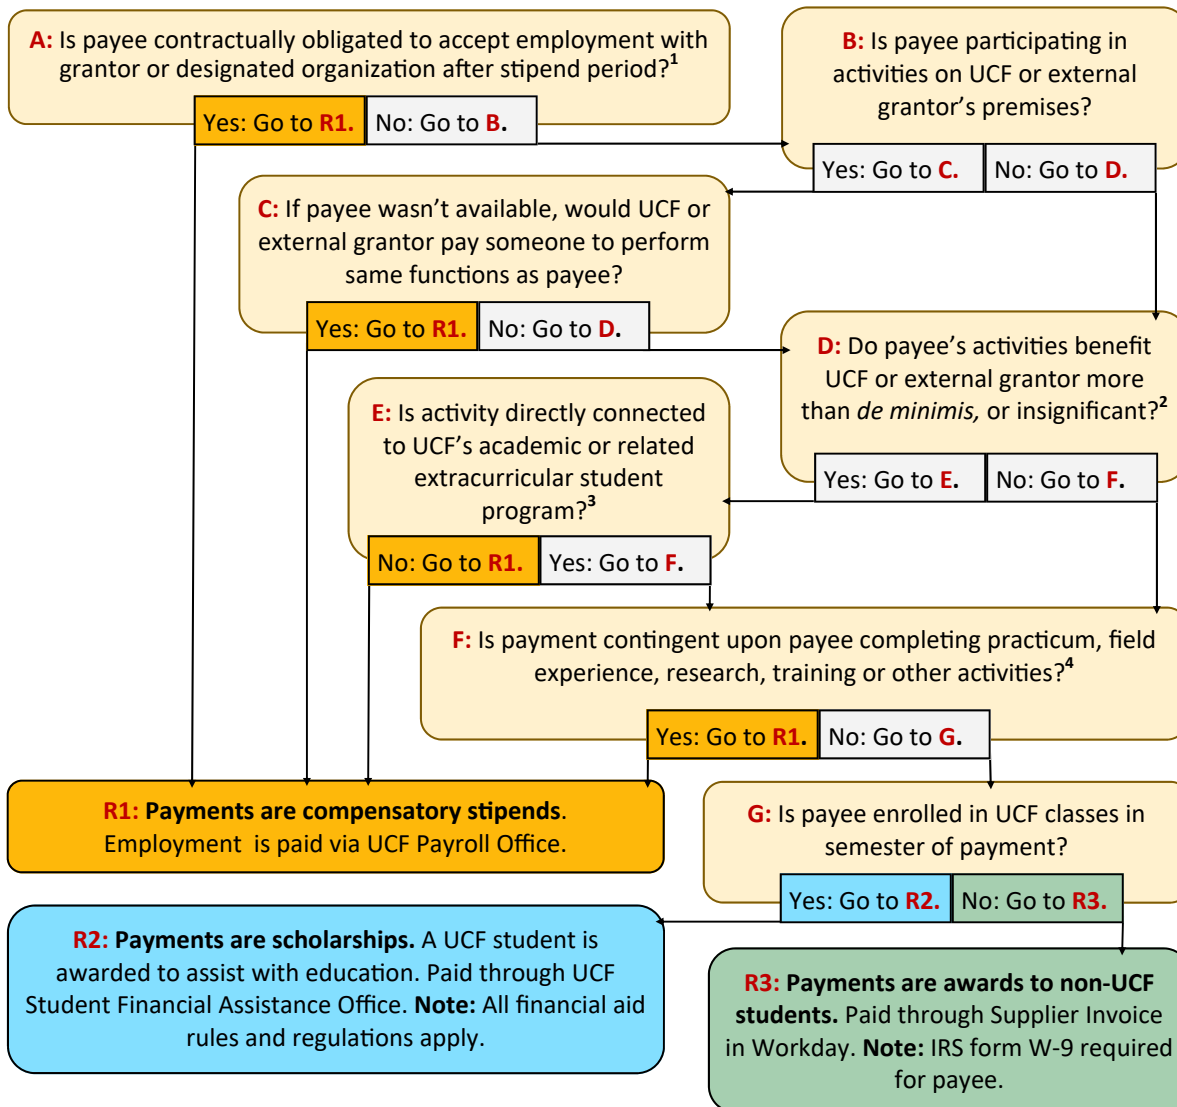 A: Is payee contractually obligated to accept employment with
grantor or designated organization after stipend period?1
Yes: Go to R1. No: Go to B.
B: Is payee participating in
activities on UCF or external
grantor's premises?
Yes: Go to C. No: Go to D.
C: If payee wasn't available, would UCF or
external grantor pay someone to perform
same functions as payee?
Yes: Go to R1. No: Go to D.
D: Do payee's activities benefit
UCF or external grantor more
than de minimis, or insignificant?2
Yes: Go to E. No: Go to F.
E: Is activity directly connected
to UCF's academic or related
extracurricular student
program?3
No: Go to R1. Yes: Go to F.
F: Is payment contingent upon payee completing practicum, field
experience, research, training or other activities?4
Yes: Go to R1. No: Go to G.
R1: Payments are compensatory stipends.
Employment is paid via UCF Payroll Office.
G: Is payee enrolled in UCF classes in
semester of payment?
Yes: Go to R2. No: Go to R3.
R2: Payments are scholarships. A UCF student is
awarded to assist with education. Paid through UCF
Student Financial Assistance Office. Note: All financial aid
rules and regulations apply.
R3: Payments are awards to non-UCF
students. Paid through Supplier Invoice
in Workday. Note: IRS form W-9 required
for payee.